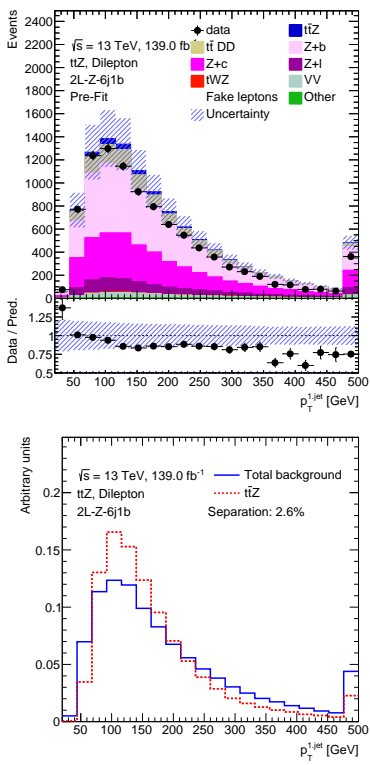 Events
2400
2200
2000
1800
1600
1400
1200
1000
800
600
400
200
0
√s = 13 TeV, 139.0 fb⁻¹
ttZ, Dilepton
2L-Z-6j1b
Pre-Fit
data
tt̄Z
tt̄ DD
Z+b
Z+c
Z+l
tWZ
VV
Fake leptons
Other
Uncertainty
Data / Pred.
1.25
1
0.75
0.5
50 100 150 200 250 300 350 400 450 500
p_T^1.jet [GeV]
Arbitrary units
0.2
0.15
0.1
0.05
0
√s = 13 TeV, 139.0 fb⁻¹
ttZ, Dilepton
2L-Z-6j1b
Total background
tt̄Z
Separation: 2.6%
50 100 150 200 250 300 350 400 450 500
p_T^1.jet [GeV]